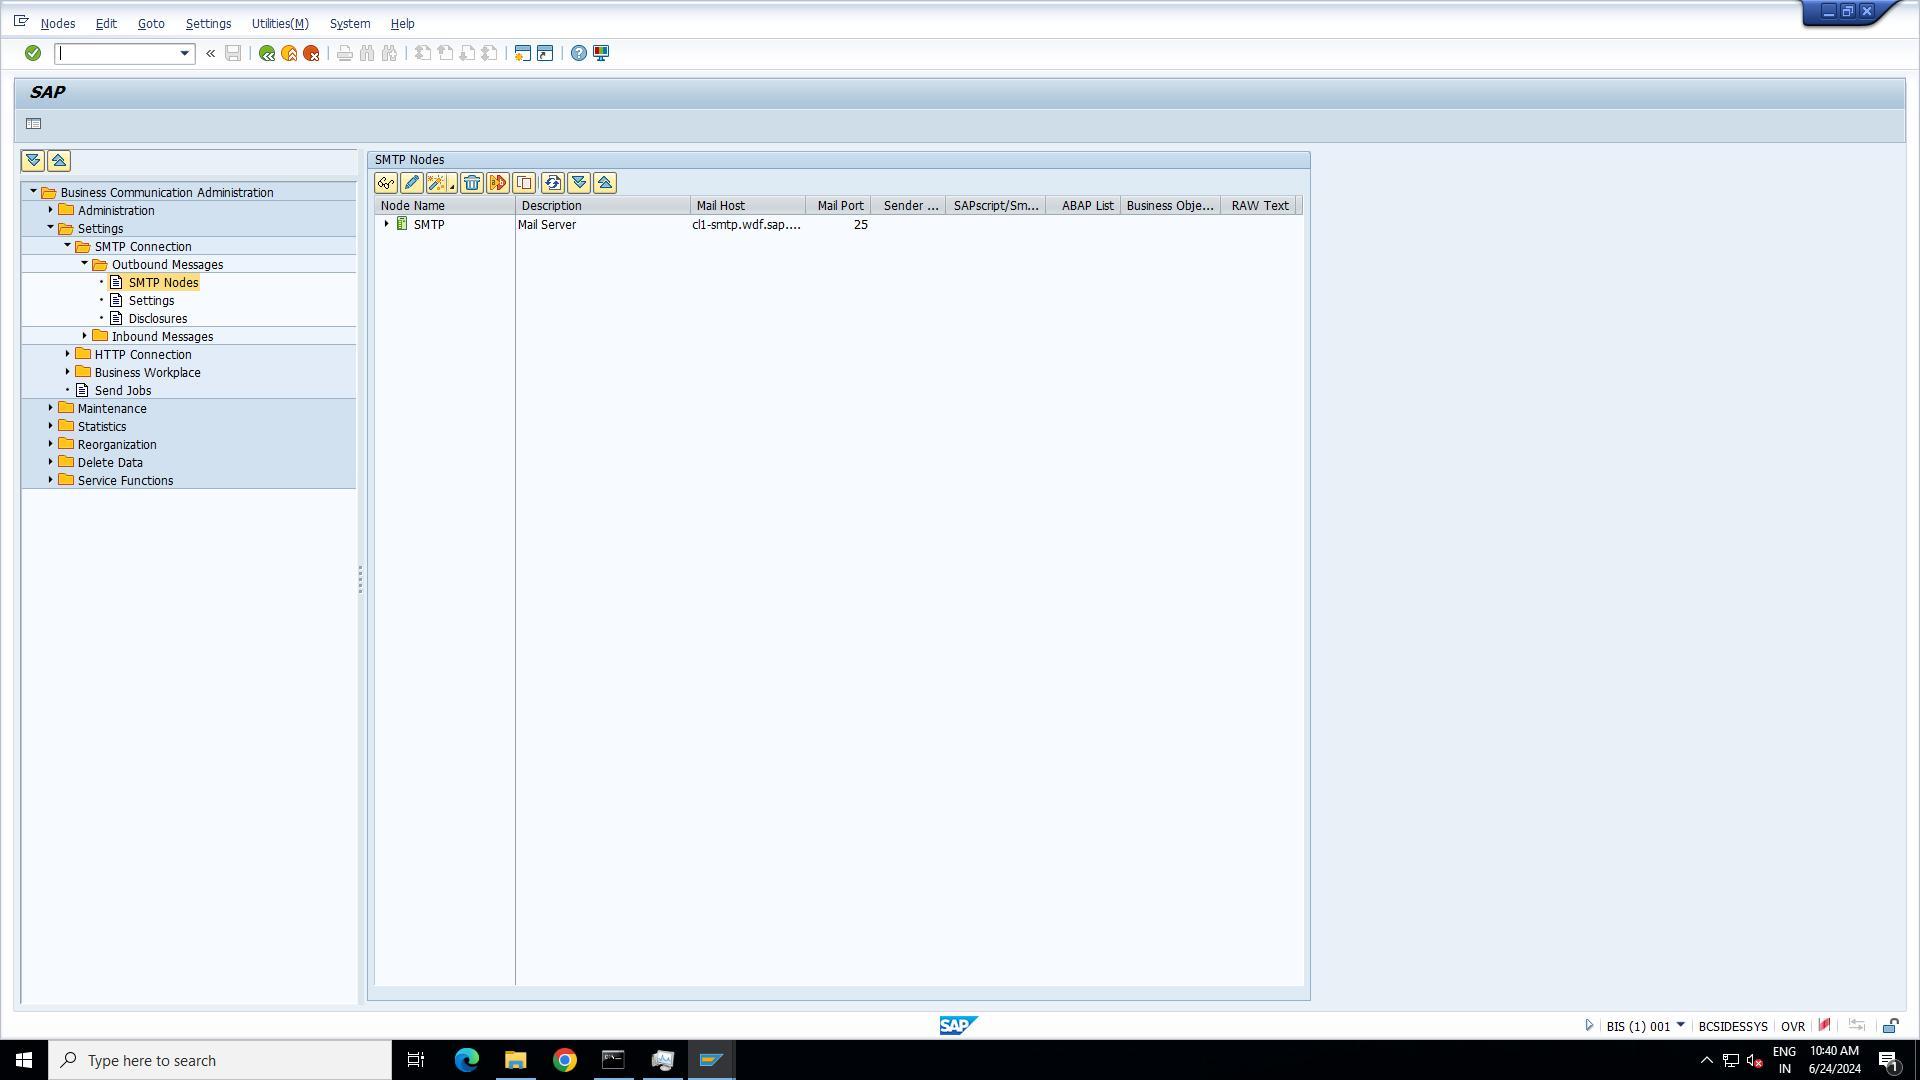 Nodes Edit Goto Settings Utilities(M) System Help
SAP
SMTP Nodes
Node Name Description Mail Host Mail Port Sender ... SAPscript/Sm... ABAP List Business Obje... RAW Text
SMTP Mail Server cl1-smtp.wdf.sap.... 25
Business Communication Administration
Administration
Settings
SMTP Connection
Outbound Messages
SMTP Nodes
Settings
Disclosures
Inbound Messages
HTTP Connection
Business Workplace
Send Jobs
Maintenance
Statistics
Reorganization
Delete Data
Service Functions
SAP
BIS (1) 001 BCSIDESSYS OVR
Type here to search
ENG
IN
10:40 AM
6/24/2024
1